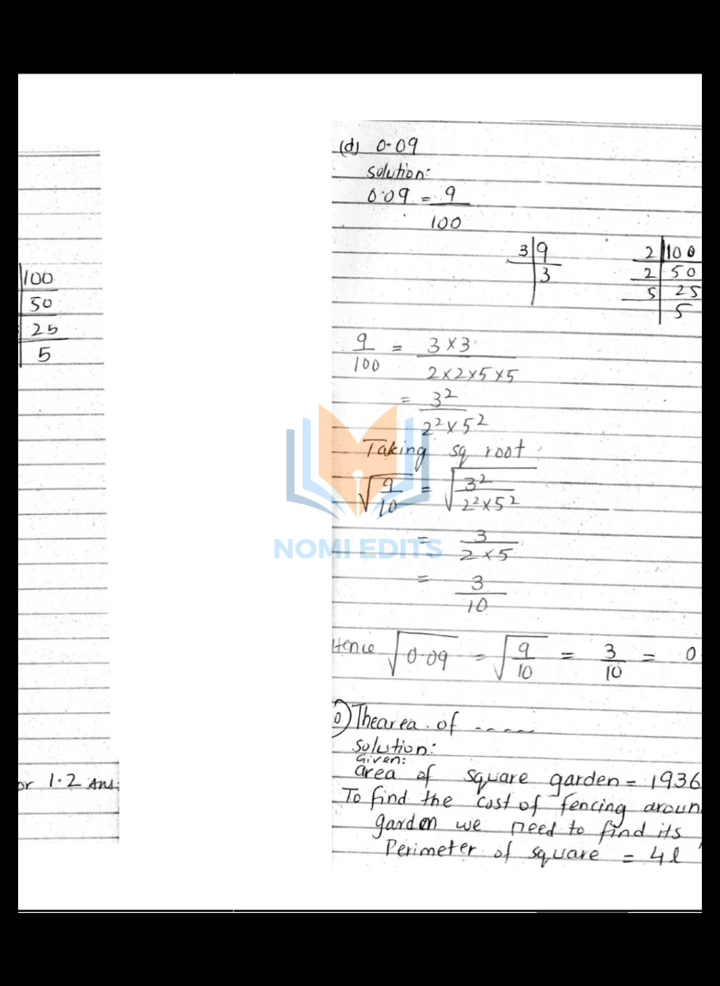 100
50
25
5
or 1.2 Ans:
(d) 0.09
solution:
0.09 = 9/100
3|9
3
2|100
2|50
5|25
5
9/100 = 3×3/2×2×5×5
= 3²/2²×5²
Taking sq root
√9/10 = √3²/2²×5²
= 3/2×5
= 3/10
NOMI EDITS
Hence √0.09 = √9/10 = 3/10 = 0
Thearea of -----
solution:
Given:
area of square garden = 1936
To find the cost of fencing aroun
garden we need to find its
Perimeter of square = 4l